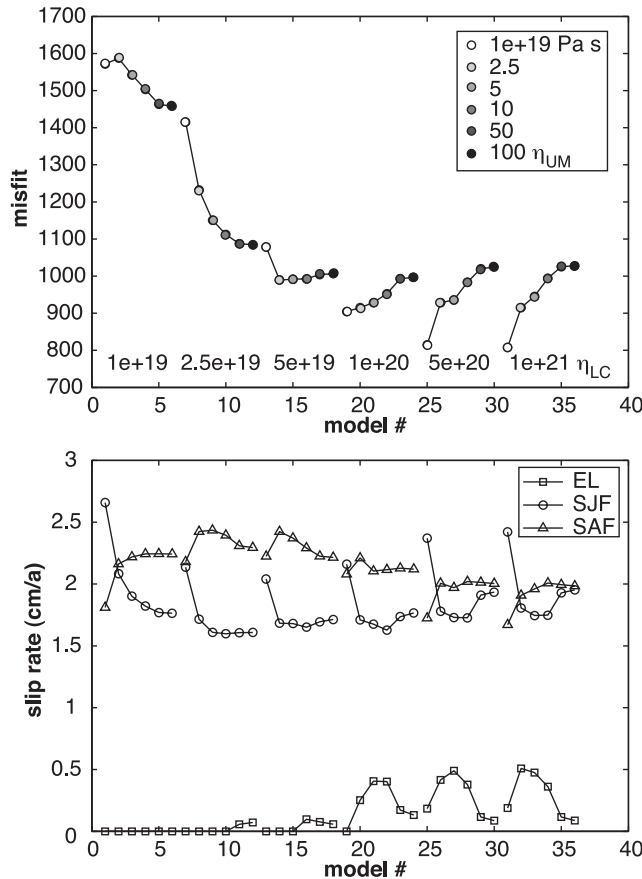 1700
1600
1500
1400
1300
1200
1100
1000
900
800
700
misfit
1e+19 Pa s
2.5
5
10
50
100 ηUM
1e+19 2.5e+19 5e+19 1e+20 5e+20 1e+21 ηLC
0 5 10 15 20 25 30 35 40
model #
3
2.5
2
1.5
1
0.5
0
slip rate (cm/a)
EL
SJF
SAF
0 5 10 15 20 25 30 35 40
model #